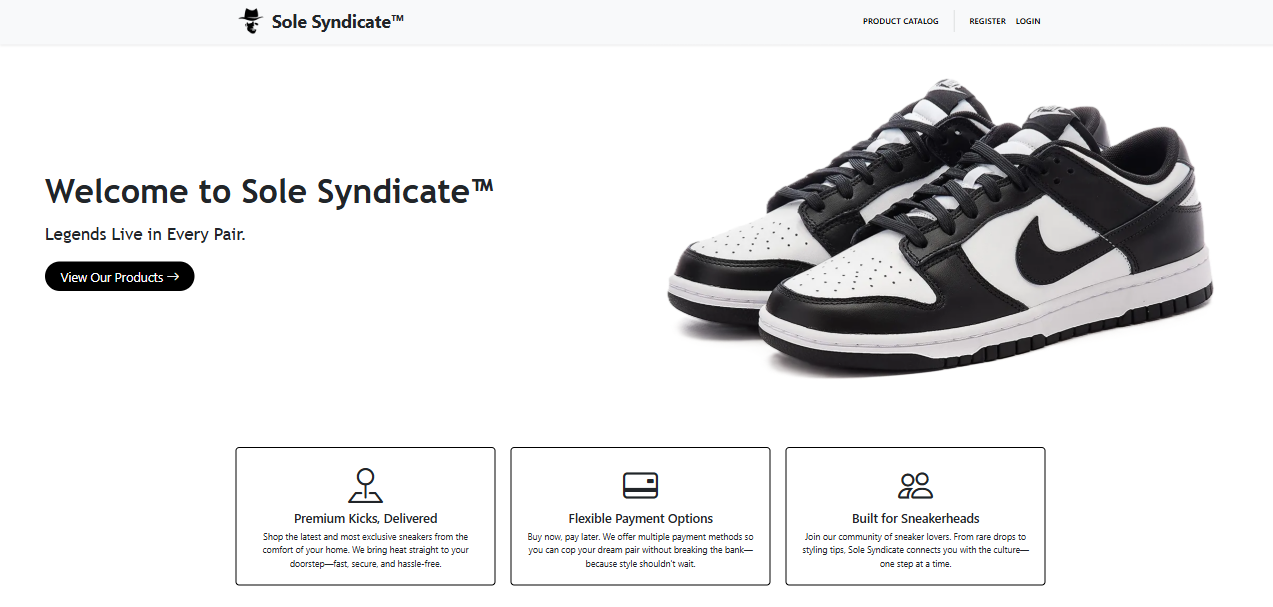 Sole Syndicate™
PRODUCT CATALOG
REGISTER
LOGIN
Welcome to Sole Syndicate™
Legends Live in Every Pair.
View Our Products →
Premium Kicks, Delivered
Shop the latest and most exclusive sneakers from the
comfort of your home. We bring heat straight to your
doorstep—fast, secure, and hassle-free.
Flexible Payment Options
Buy now, pay later. We offer multiple payment methods so
you can cop your dream pair without breaking the bank—
because style shouldn't wait.
Built for Sneakerheads
Join our community of sneaker lovers. From rare drops to
styling tips, Sole Syndicate connects you with the culture—
one step at a time.